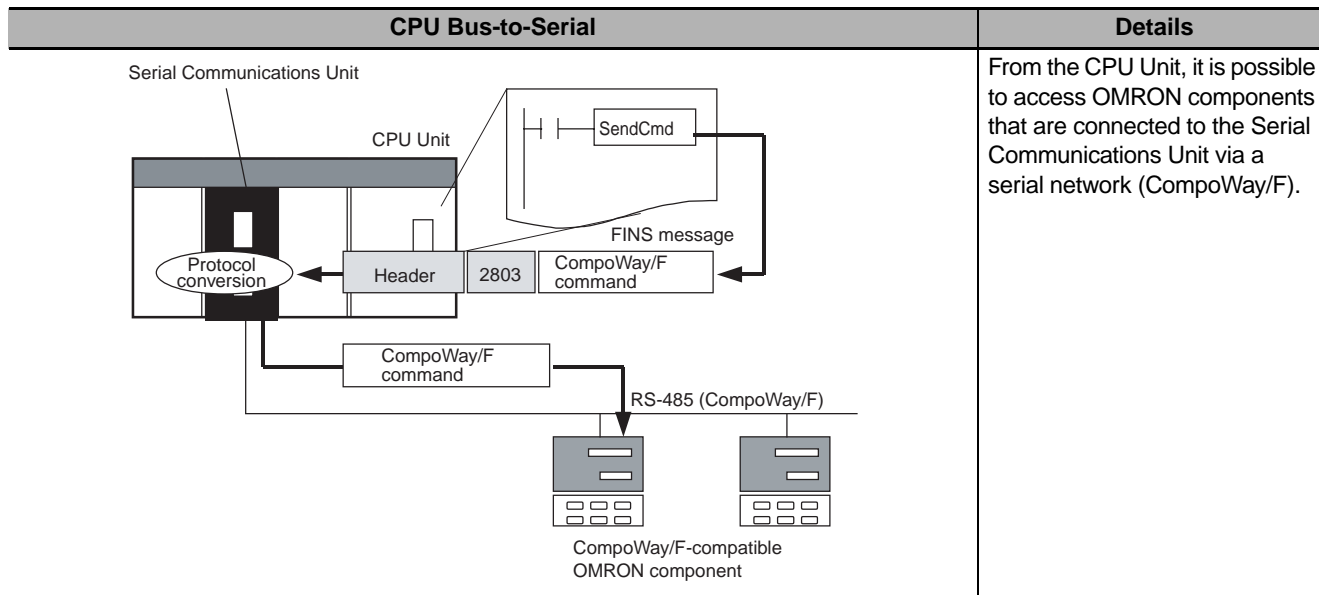 CPU Bus-to-Serial
Details
Serial Communications Unit
CPU Unit
SendCmd
FINS message
Protocol
conversion
Header
2803
CompoWay/F
command
CompoWay/F
command
RS-485 (CompoWay/F)
CompoWay/F-compatible
OMRON component
From the CPU Unit, it is possible
to access OMRON components
that are connected to the Serial
Communications Unit via a
serial network (CompoWay/F).